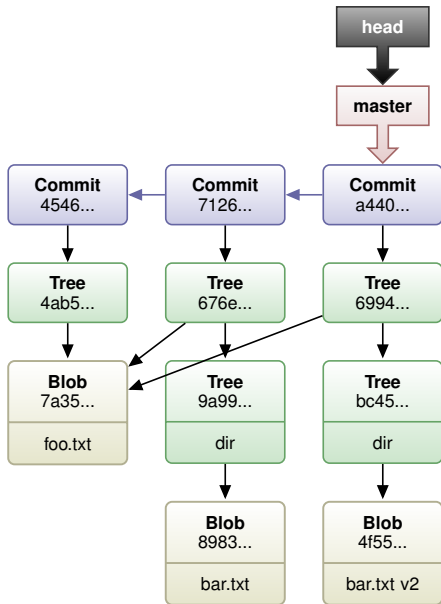 head
master
Commit
4546...
Commit
7126...
Commit
a440...
Tree
4ab5...
Tree
676e...
Tree
6994...
Blob
7a35...
foo.txt
Tree
9a99...
dir
Tree
bc45...
dir
Blob
8983...
bar.txt
Blob
4f55...
bar.txt v2